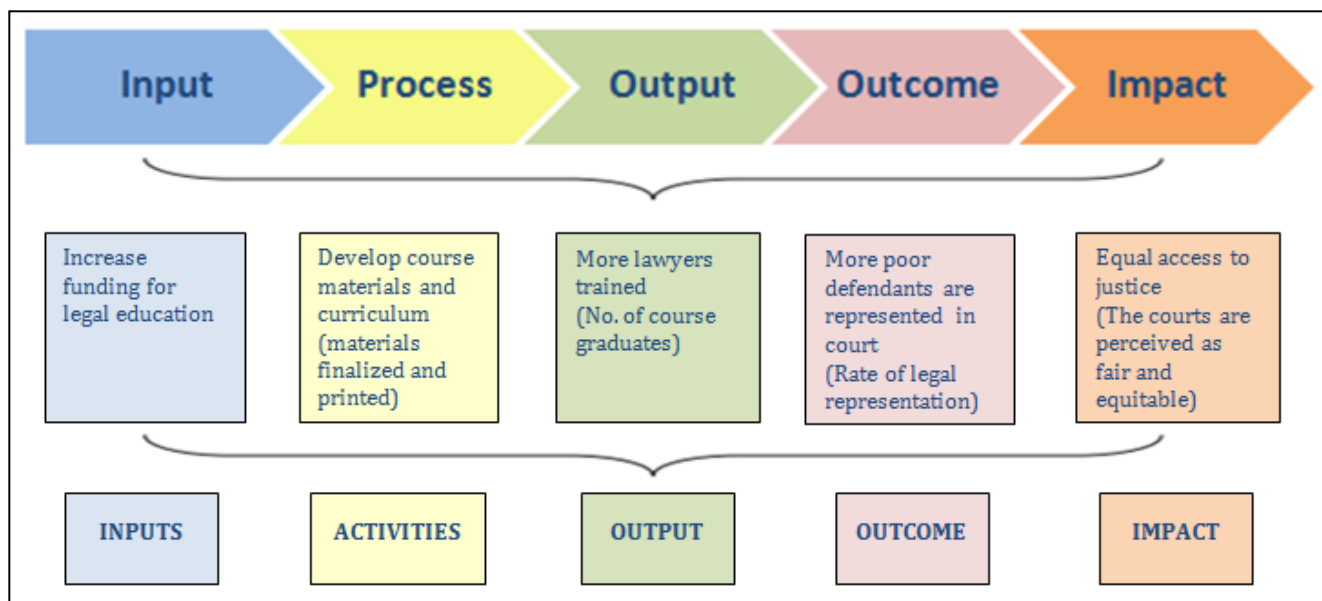 Input
Process
Output
Outcome
Impact
Increase
funding for
legal education
Develop course
materials and
curriculum
(materials
finalized and
printed)
More lawyers
trained
(No. of course
graduates)
More poor
defendants are
represented in
court
(Rate of legal
representation)
Equal access to
justice
(The courts are
perceived as
fair and
equitable)
INPUTS
ACTIVITIES
OUTPUT
OUTCOME
IMPACT